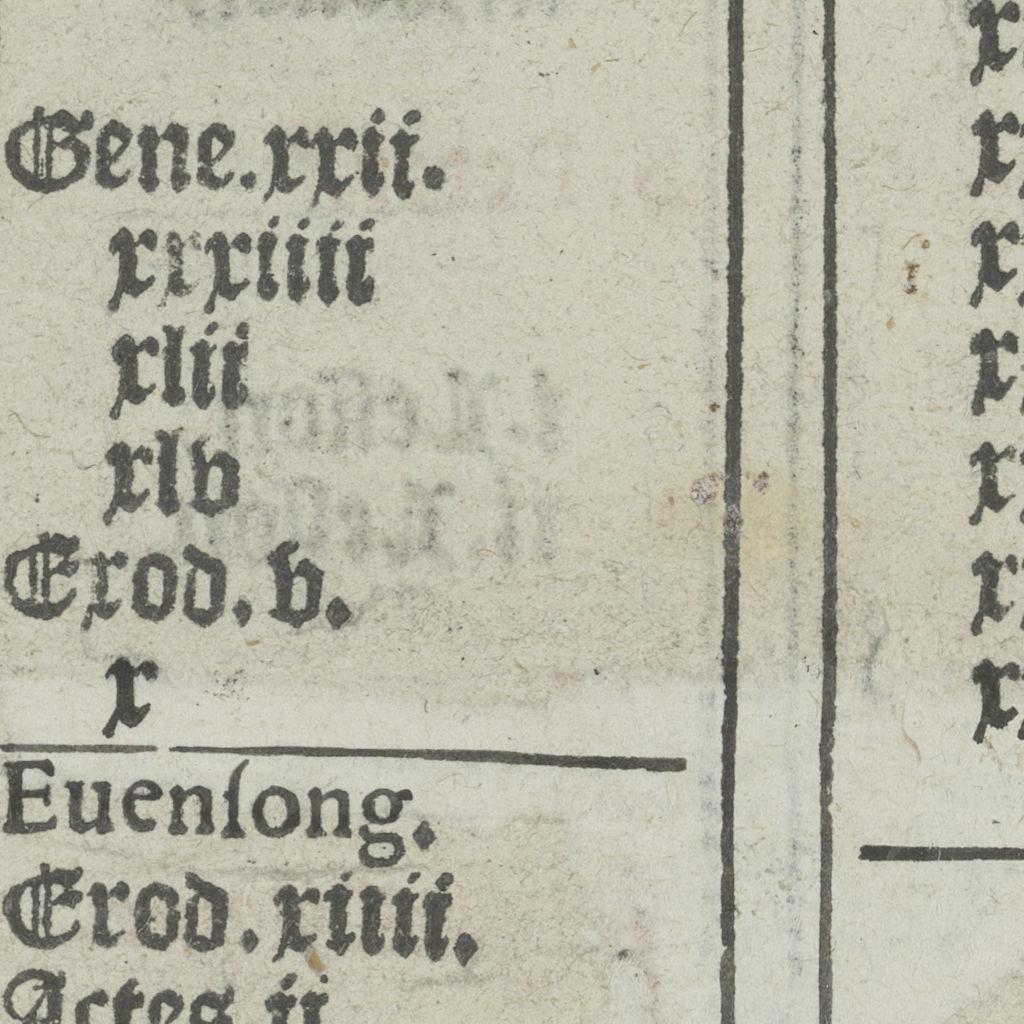 Gene.xxii.
xxxiiii
xlii
xlv
Exod. v.
x
Euenſong.
Exod. xiiii.
Actes ii